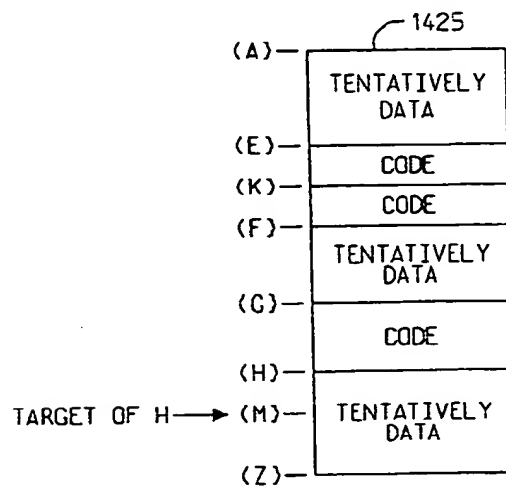 1425
(A)
TENTATIVELY
DATA
(E)
CODE
(K)
CODE
(F)
TENTATIVELY
DATA
(G)
CODE
(H)
TARGET OF H (M)
TENTATIVELY
DATA
(Z)